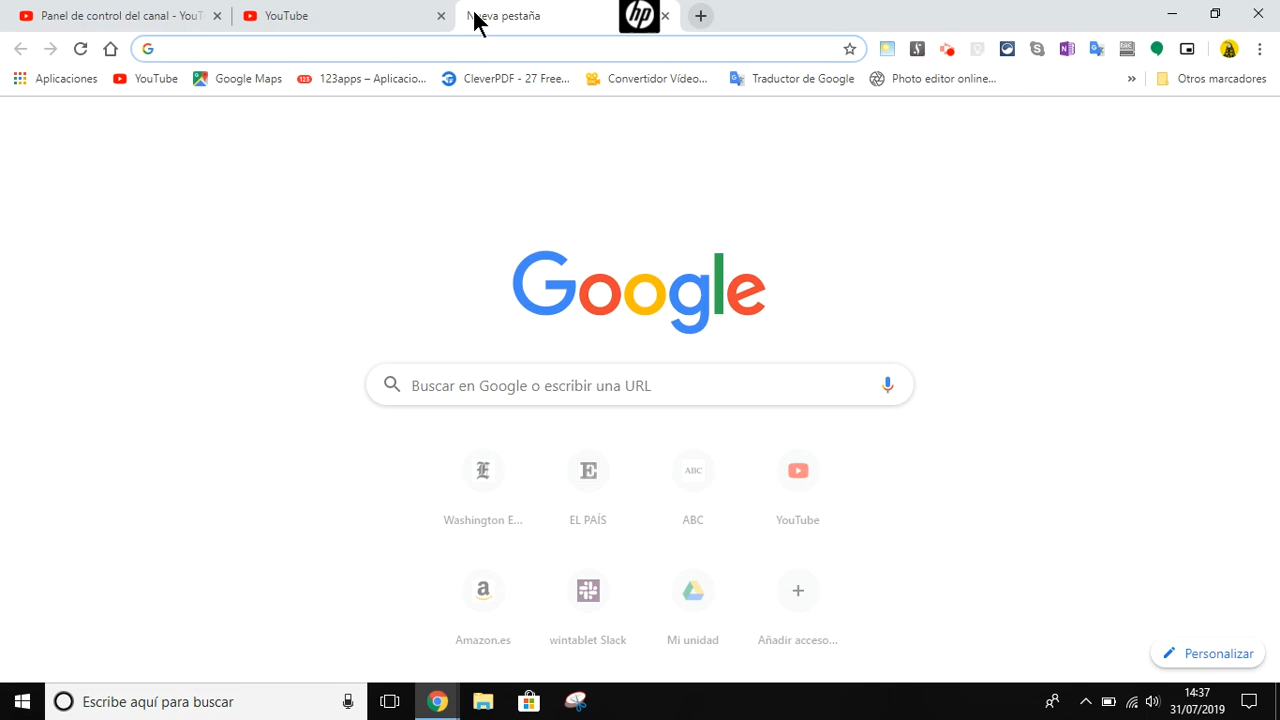 Panel de control del canal - YouT
YouTube
Nueva pestaña
hp
Aplicaciones
YouTube
Google Maps
123
123apps – Aplicacio...
CleverPDF - 27 Free...
Convertidor Vídeo...
Traductor de Google
Photo editor online...
»
Otros marcadores
Google
Buscar en Google o escribir una URL
E
E
ABC
Washington E...
EL PAÍS
ABC
YouTube
a
Amazon.es
wintablet Slack
Mi unidad
Añadir acceso...
Personalizar
Escribe aquí para buscar
14:37
31/07/2019